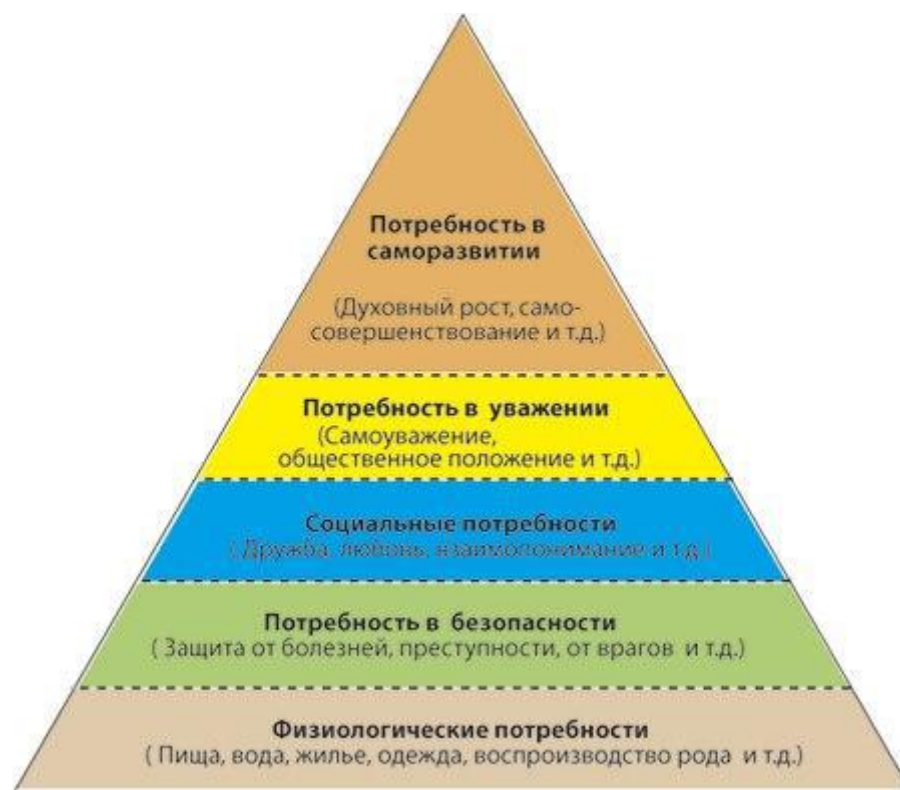 Потребность в
саморазвитии
(Духовный рост, само-
совершенствование и т.д.)
Потребность в уважении
(Самоуважение,
общественное положение и т.д.)
Социальные потребности
( Дружба, любовь, взаимопонимание и т.д.)
Потребность в безопасности
( Защита от болезней, преступности, от врагов и т.д.)
Физиологические потребности
( Пища, вода, жилье, одежда, воспроизводство рода и т.д.)